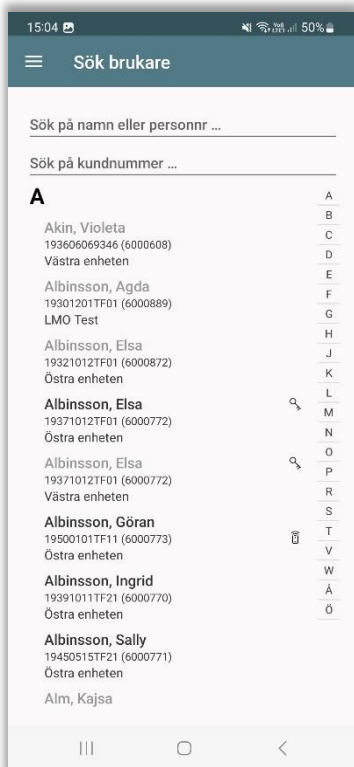 15:04 50%
Sök brukare
Sök på namn eller personnr ...
Sök på kundnummer ...
A
Akin, Violeta
193606069346 (6000608)
Västra enheten
Albinsson, Agda
19301201TF01 (6000889)
LMO Test
Albinsson, Elsa
19321012TF01 (6000872)
Östra enheten
Albinsson, Elsa
19371012TF01 (6000772)
Östra enheten
Albinsson, Elsa
19371012TF01 (6000772)
Västra enheten
Albinsson, Göran
19500101TF11 (6000773)
Östra enheten
Albinsson, Ingrid
19391011TF21 (6000770)
Östra enheten
Albinsson, Sally
19450515TF21 (6000771)
Östra enheten
Alm, Kajsa
A
B
C
D
E
F
G
H
J
K
L
M
N
O
P
R
S
T
V
W
Å
Ö